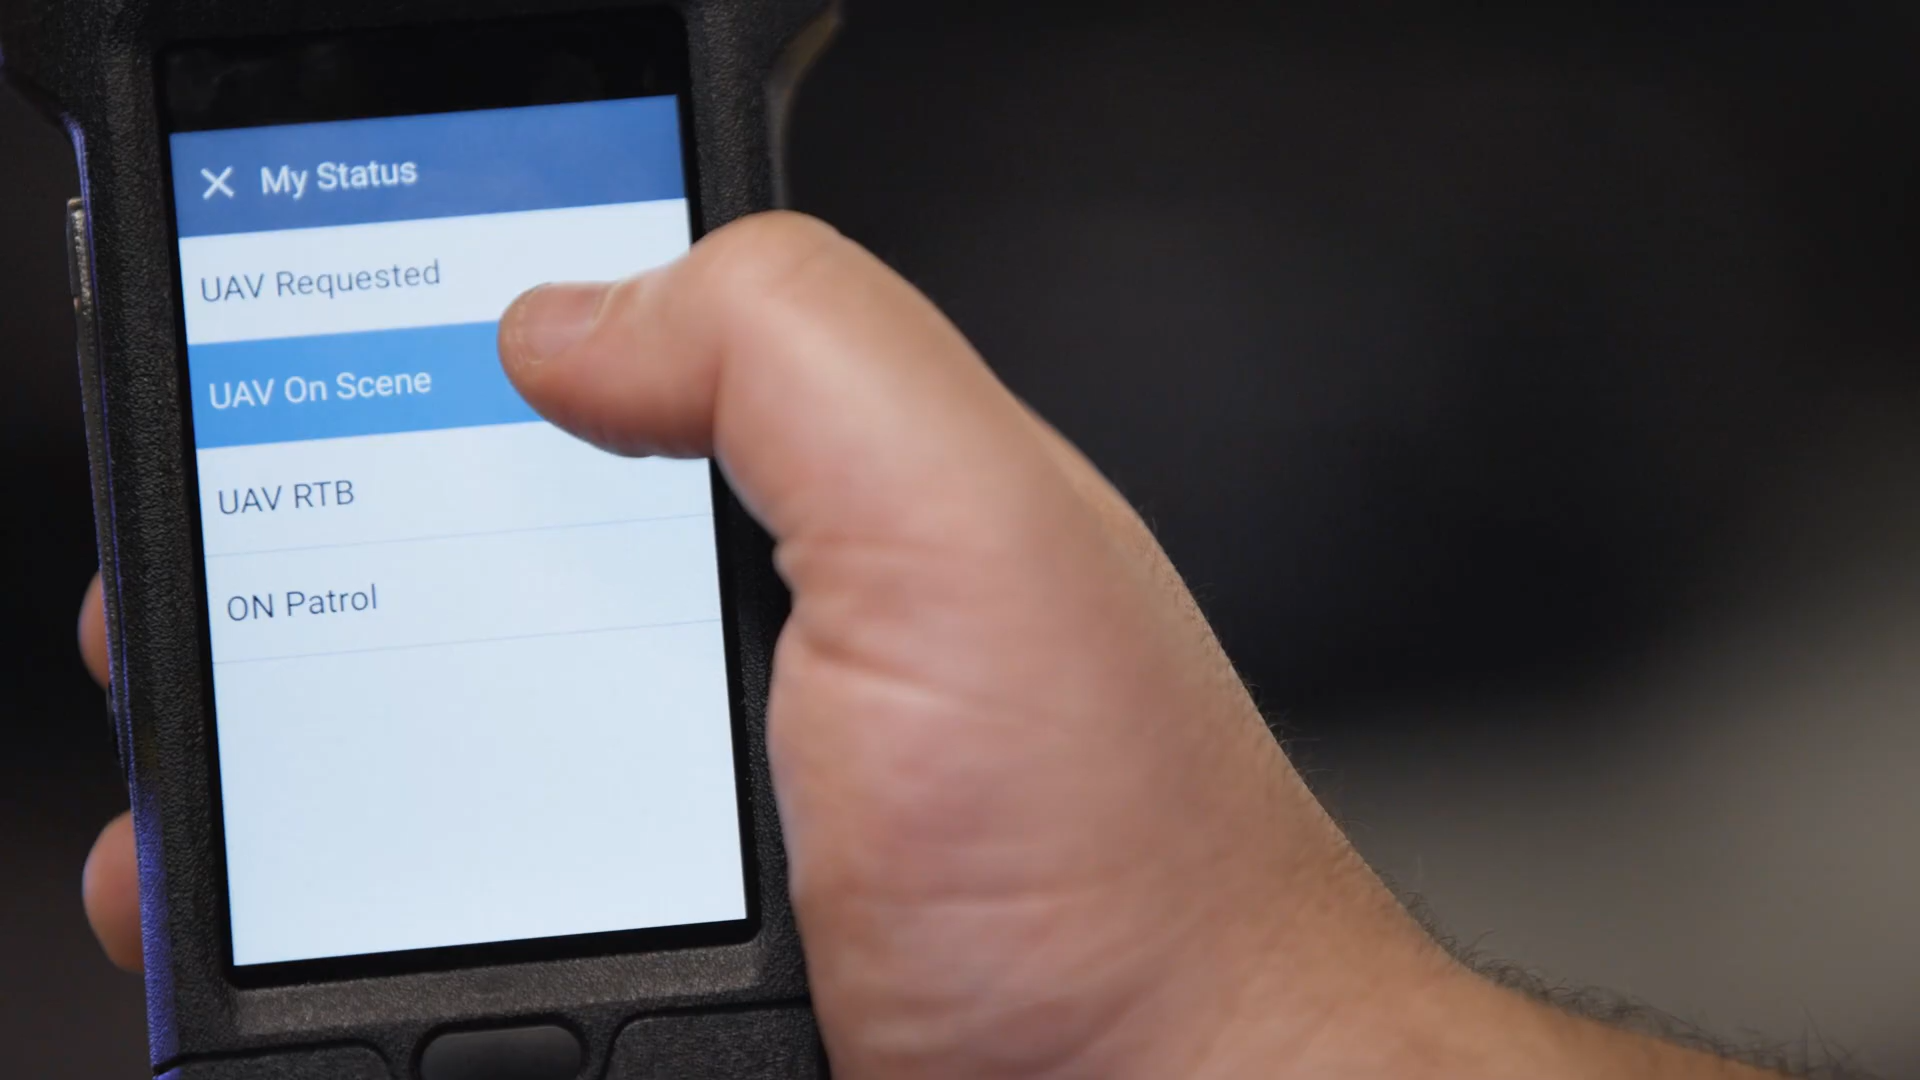 My Status
UAV Requested
UAV On Scene
UAV RTB
ON Patrol